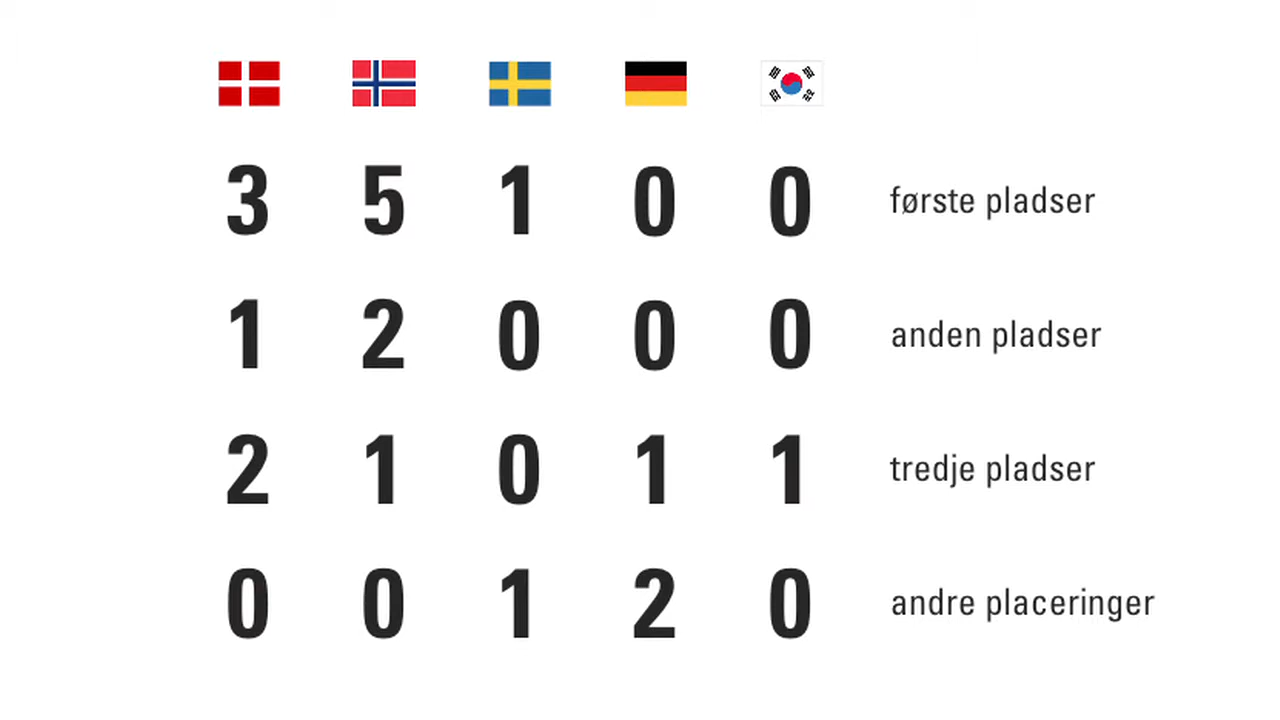 3 5 1 0 0 første pladser
1 2 0 0 0 anden pladser
2 1 0 1 1 tredje pladser
0 0 1 2 0 andre placeringer